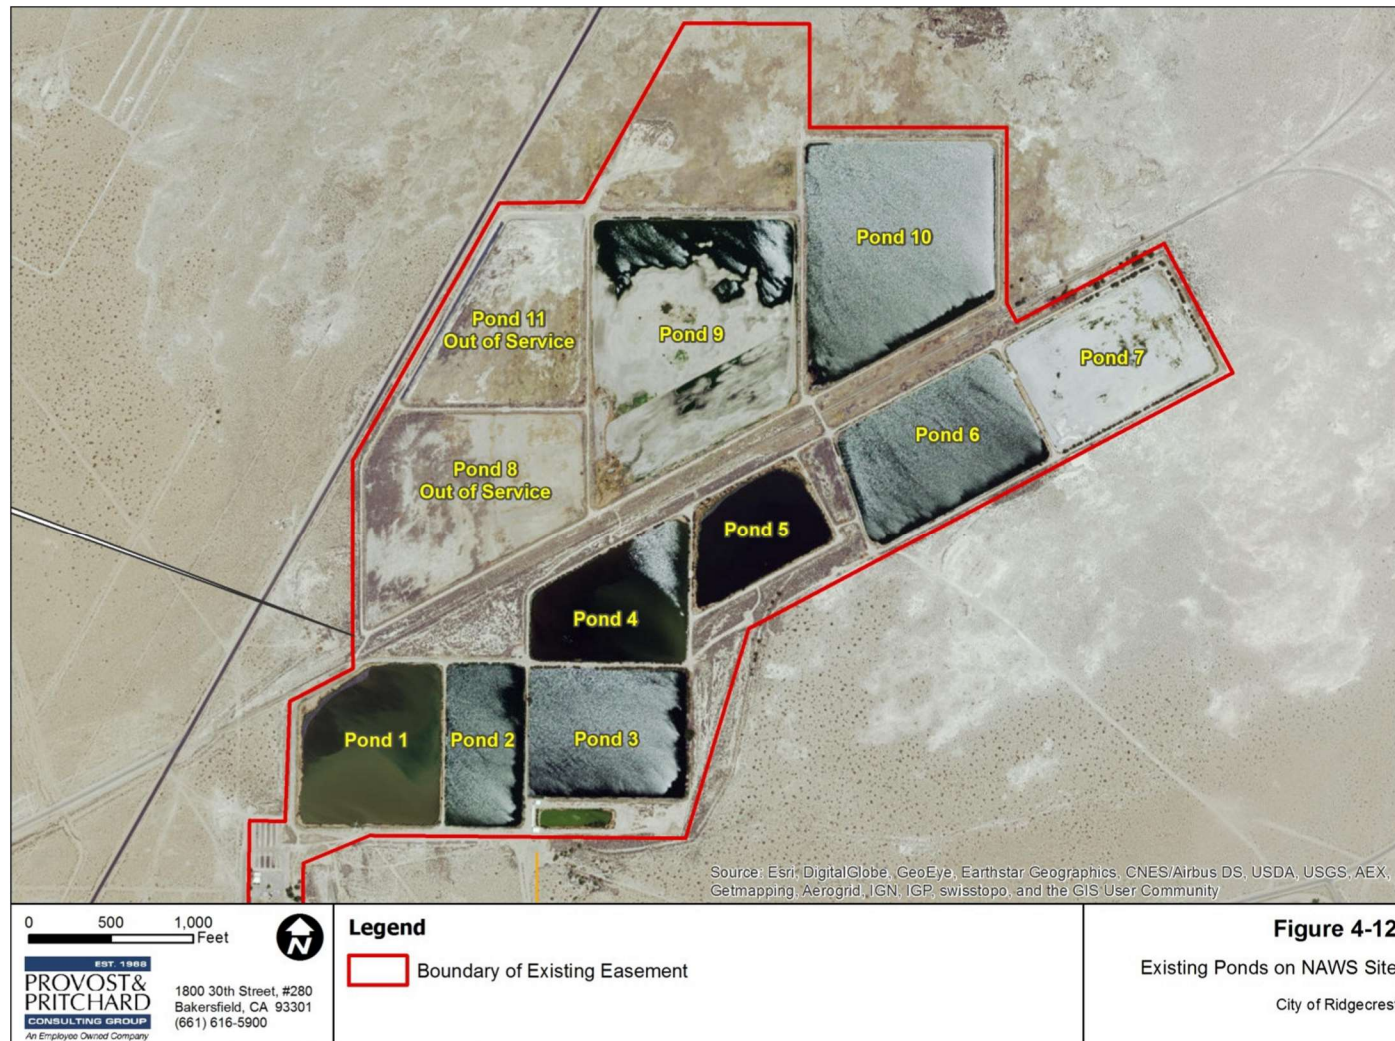 Pond 10
Pond 11
Out of Service
Pond 9
Pond 7
Pond 6
Pond 8
Out of Service
Pond 5
Pond 4
Pond 1
Pond 2
Pond 3
Source: Esri, DigitalGlobe, GeoEye, Earthstar Geographics, CNES/Airbus DS, USDA, USGS, AEX,
Getmapping, Aerogrid, IGN, IGP, swisstopo, and the GIS User Community
0 500 1,000
Feet
N
EST. 1968
PROVOST&
PRITCHARD
CONSULTING GROUP
An Employee Owned Company
1800 30th Street, #280
Bakersfield, CA 93301
(661) 616-5900
Legend
Boundary of Existing Easement
Figure 4-12
Existing Ponds on NAWS Site
City of Ridgecrest